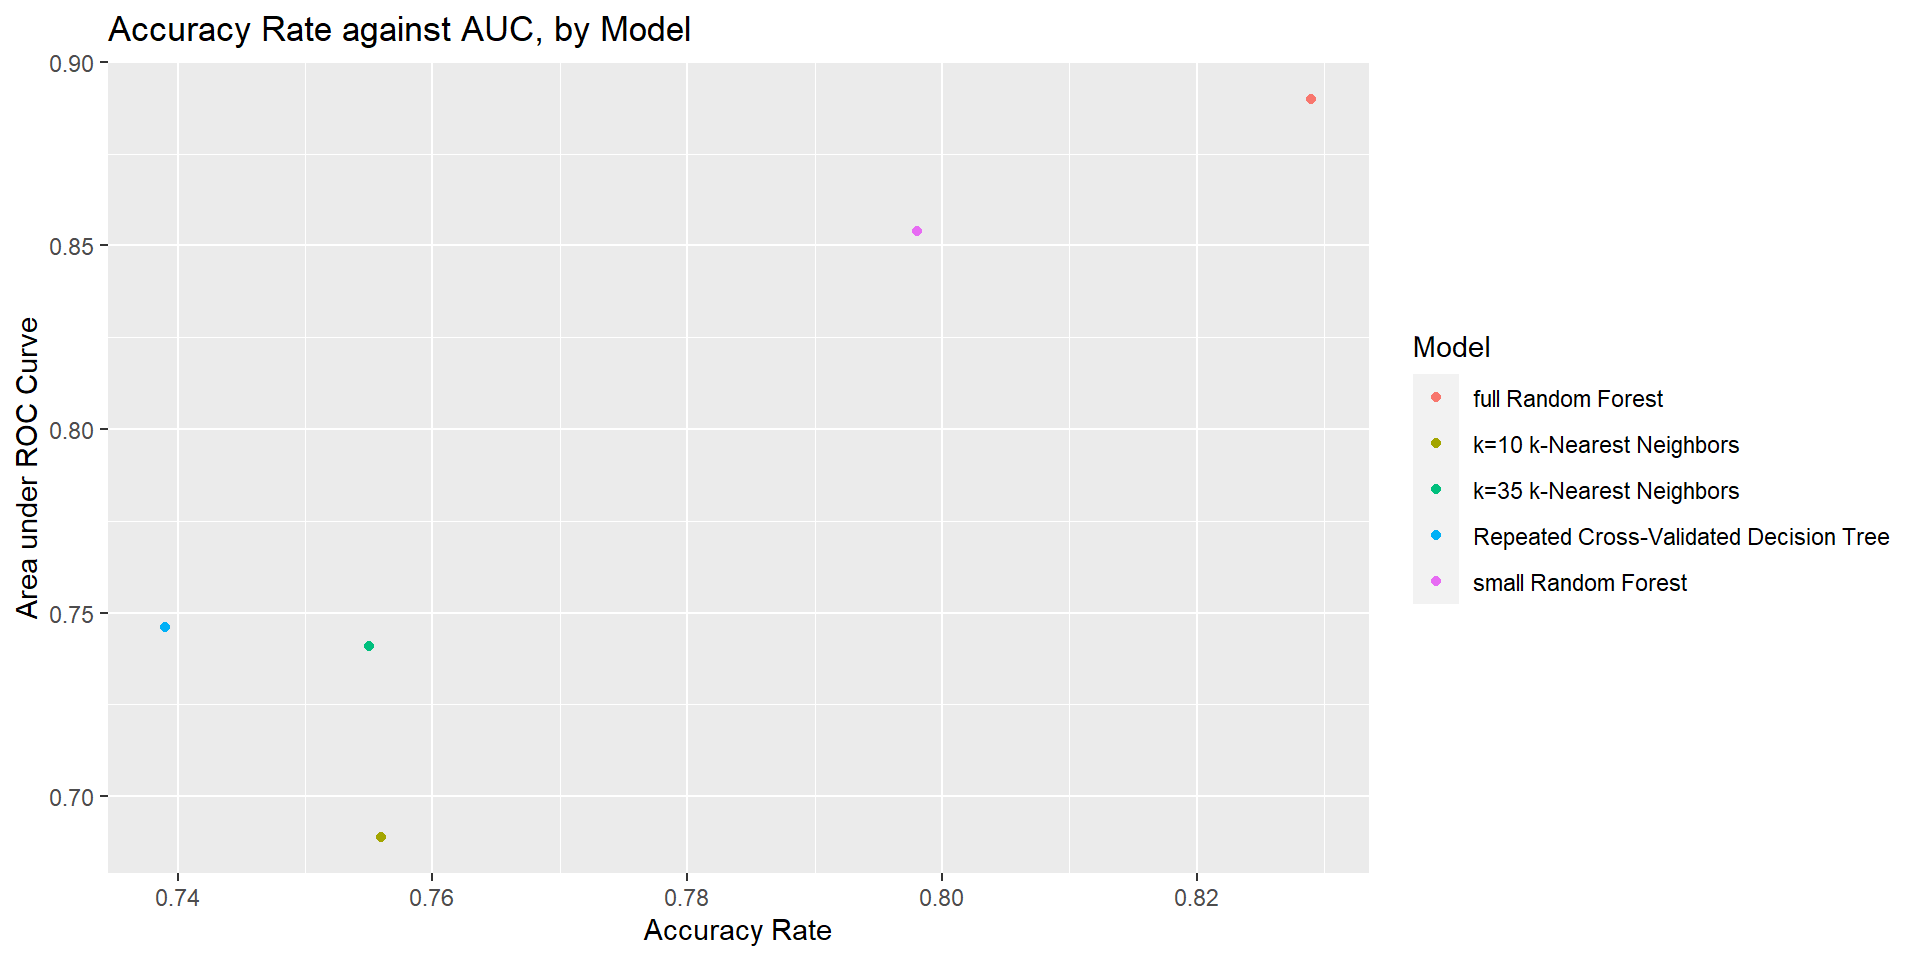 Accuracy Rate against AUC, by Model
0.90
0.85
0.80
0.75
0.70
Area under ROC Curve
0.74 0.76 0.78 0.80 0.82
Accuracy Rate
Model
full Random Forest
k=10 k-Nearest Neighbors
k=35 k-Nearest Neighbors
Repeated Cross-Validated Decision Tree
small Random Forest